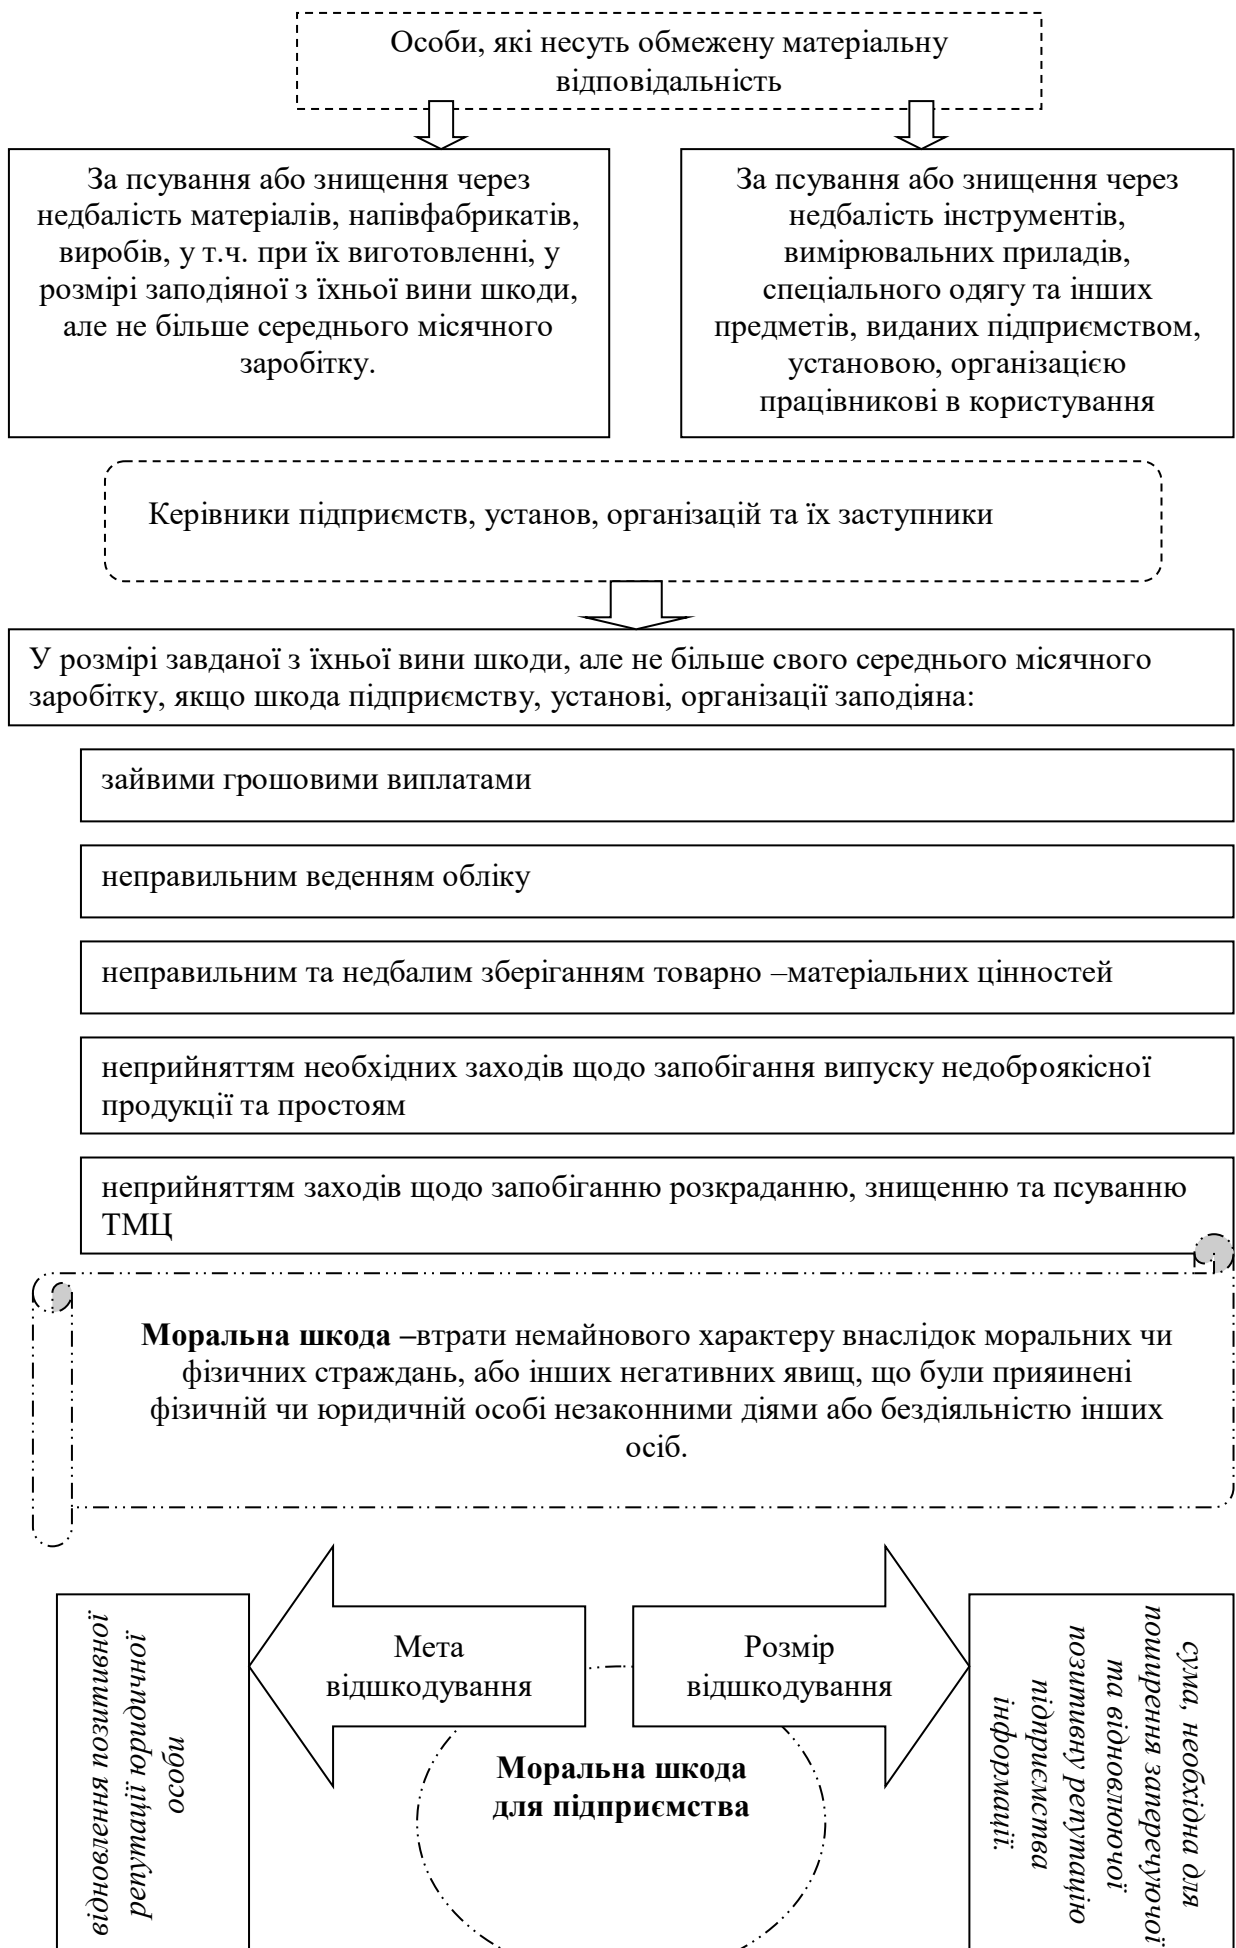 Особи, які несуть обмежену матеріальну
відповідальність
За псування або знищення через
недбалість матеріалів, напівфабрикатів,
виробів, у т.ч. при їх виготовленні, у
розмірі заподіяної з їхньої вини шкоди,
але не більше середнього місячного
заробітку.
За псування або знищення через
недбалість інструментів,
вимірювальних приладів,
спеціального одягу та інших
предметів, виданих підприємством,
установою, організацією
працівникові в користування
Керівники підприємств, установ, організацій та їх заступники
У розмірі завданої з їхньої вини шкоди, але не більше свого середнього місячного
заробітку, якщо шкода підприємству, установі, організації заподіяна:
зайвими грошовими виплатами
неправильним веденням обліку
неправильним та недбалим зберіганням товарно –матеріальних цінностей
неприйняттям необхідних заходів щодо запобігання випуску недоброякісної
продукції та простоям
неприйняттям заходів щодо запобіганню розкраданню, знищенню та псуванню
ТМЦ
Моральна шкода –втрати немайнового характеру внаслідок моральних чи
фізичних страждань, або інших негативних явищ, що були прияинені
фізичній чи юридичній особі незаконними діями або бездіяльністю інших
осіб.
відновлення позитивної
репутації юридичної
особи
Мета
відшкодування
Розмір
відшкодування
Моральна шкода
для підприємства
сума, необхідна для
поширення заперечуючої
та відновлюючої
позитивну репутацію
підприємства
інформації.